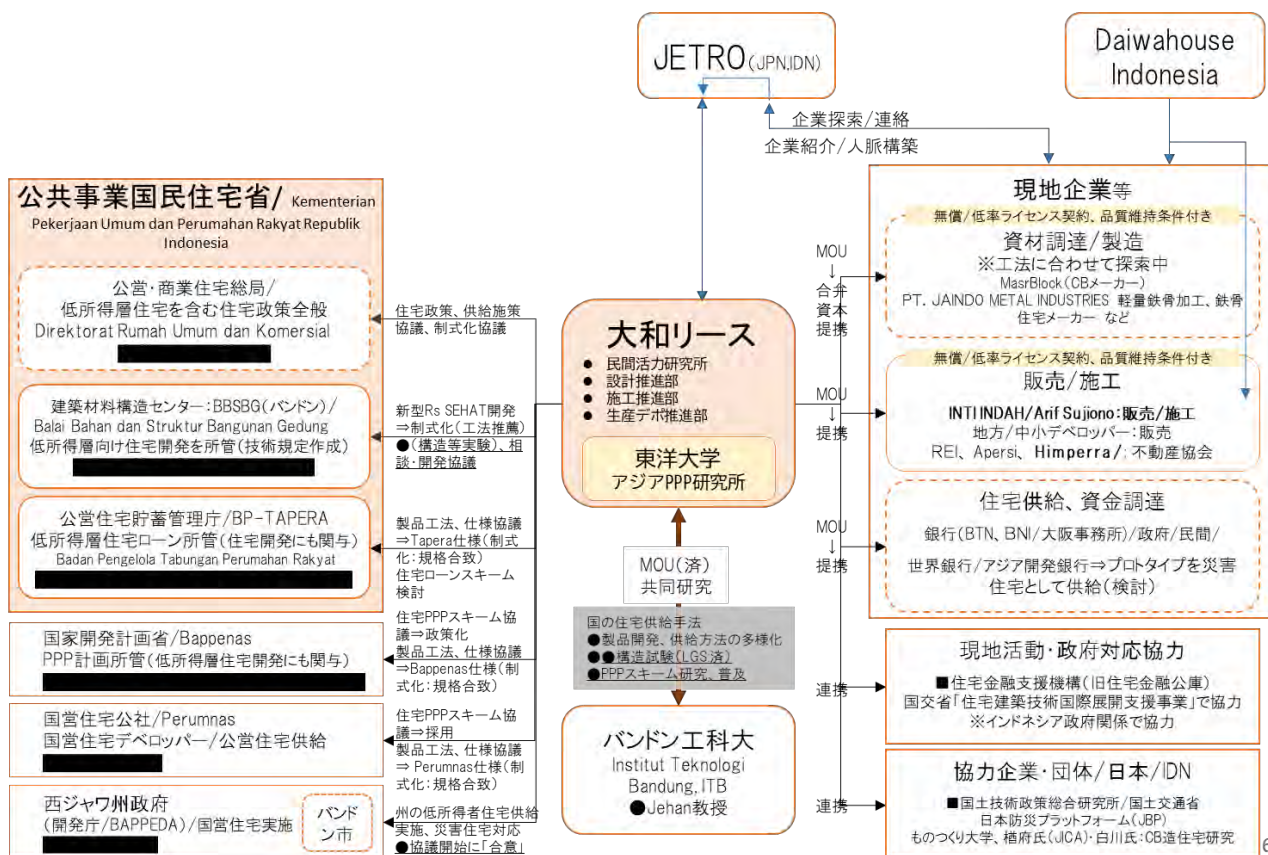 JETRO(JPN,IDN)
Daiwahouse
Indonesia
企業探索/連絡
企業紹介/人脈構築
公共事業国民住宅省/ Kementerian
Pekerjaan Umum dan Perumahan Rakyat Republik
Indonesia
公営・商業住宅総局/
低所得層住宅を含む住宅政策全般
Direktorat Rumah Umum dan Komersial
建築材料構造センター:BBSBG(バンドン)/
Balai Bahan dan Struktur Bangunan Gedung
低所得層向け住宅開発を所管(技術規定作成)
公営住宅貯蓄管理庁/BP-TAPERA
低所得層住宅ローン所管(住宅開発にも関与)
Badan Pengelola Tabungan Perumahan Rakyat
国家開発計画省/Bappenas
PPP計画所管(低所得層住宅開発にも関与)
国営住宅公社/Perumnas
国営住宅デベロッパー/公営住宅供給
西ジャワ州政府
(開発庁/BAPPEDA)/国営住宅実施
バンド
ン市
住宅政策、供給施策
協議、制式化協議
新型Rs SEHAT開発
⇒制式化(工法推薦)
●(構造等実験)、相
談・開発協議
製品工法、仕様協議
⇒Tapera仕様(制式
化:規格合致)
住宅ローンスキーム
検討
住宅PPPスキーム協
議⇒政策化
製品工法、仕様協議
⇒Bappenas仕様(制
式化:規格合致)
住宅PPPスキーム協
議⇒採用
製品工法、仕様協議
⇒ Perumnas仕様(制
式化:規格合致)
州の低所得者住宅供給
実施、災害住宅対応
●協議開始に「合意」
大和リース
● 民間活力研究所
● 設計推進部
● 施工推進部
● 生産デポ推進部
東洋大学
アジアPPP研究所
MOU(済)
共同研究
国の住宅供給手法
●製品開発、供給方法の多様化
●●構造試験(LGS済)
●PPPスキーム研究、普及
バンドン工科大
Institut Teknologi
Bandung, ITB
●Jehan教授
MOU
↓
合弁
資本
提携
MOU
↓
提携
MOU
↓
提携
連携
連携
現地企業等
無償/低率ライセンス契約、品質維持条件付き
資材調達/製造
※工法に合わせて探索中
MasrBlock(CBメーカー)
PT. JAINDO METAL INDUSTRIES 軽量鉄骨加工、鉄骨
住宅メーカー など
無償/低率ライセンス契約、品質維持条件付き
販売/施工
INTI INDAH/Arif Sujiono:販売/施工
地方/中小デベロッパー:販売
REI、Apersi、Himperra/:不動産協会
住宅供給、資金調達
銀行(BTN、BNI/大阪事務所)/政府/民間/
世界銀行/アジア開発銀行⇒プロトタイプを災害
住宅として供給(検討)
現地活動・政府対応協力
■住宅金融支援機構(旧住宅金融公庫)
国交省「住宅建築技術国際展開支援事業」で協力
※インドネシア政府関係で協力
協力企業・団体/日本/IDN
■国土技術政策総合研究所/国土交通省
日本防災プラットフォーム(JBP)
ものつくり大学、楢府氏(JICA)・白川氏:CB造住宅研究
6